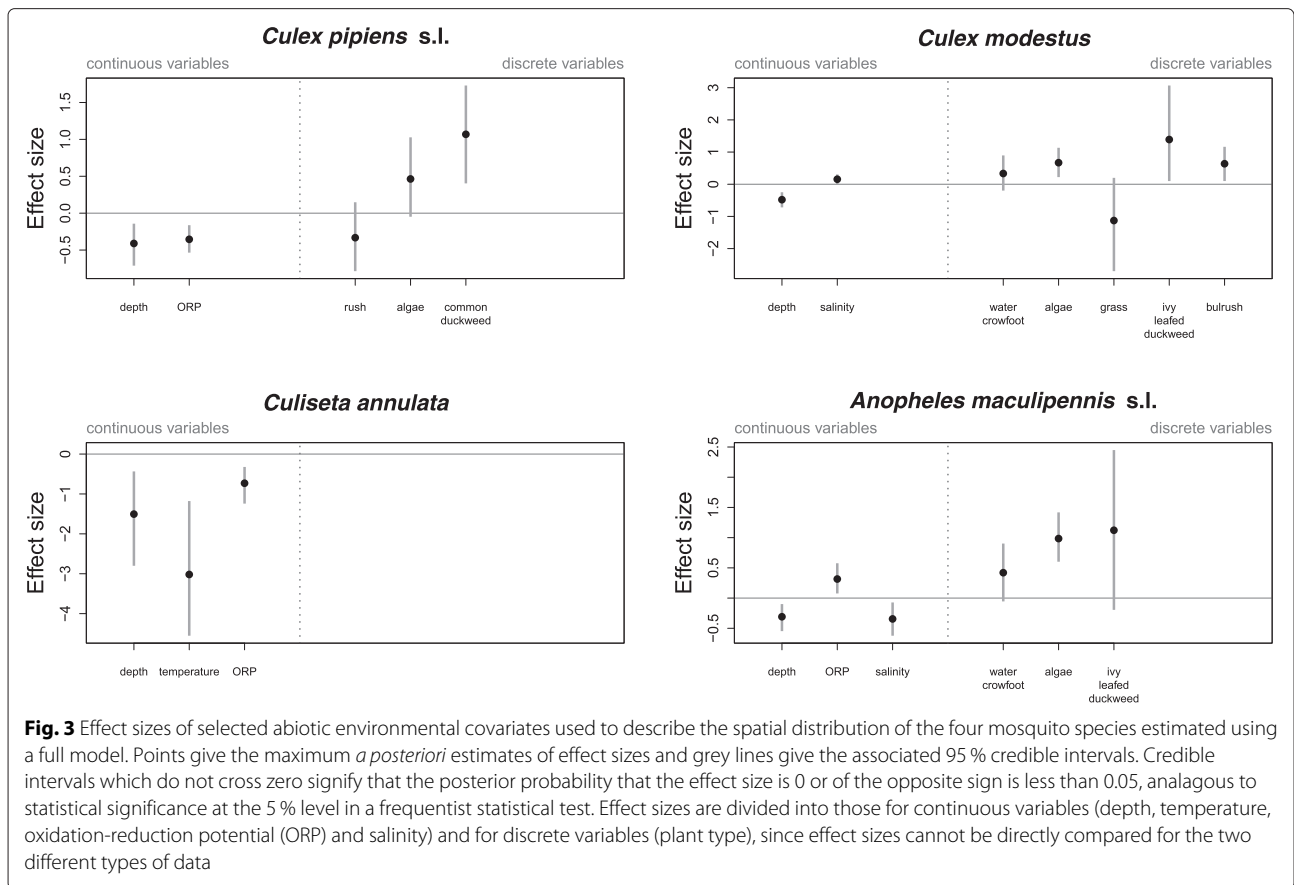 Culex pipiens s.l.
continuous variables
discrete variables
Effect size
1.5
1.0
0.5
0.0
−0.5
depth
ORP
rush
algae
common
duckweed
Culex modestus
continuous variables
discrete variables
Effect size
3
2
1
0
−1
−2
depth
salinity
water
crowfoot
algae
grass
ivy
leafed
duckweed
bulrush
Culiseta annulata
continuous variables
Effect size
0
−1
−2
−3
−4
depth
temperature
ORP
Anopheles maculipennis s.l.
continuous variables
discrete variables
Effect size
2.5
1.5
0.5
−0.5
depth
ORP
salinity
water
crowfoot
algae
ivy
leafed
duckweed
Fig. 3 Effect sizes of selected abiotic environmental covariates used to describe the spatial distribution of the four mosquito species estimated using
a full model. Points give the maximum a posteriori estimates of effect sizes and grey lines give the associated 95 % credible intervals. Credible
intervals which do not cross zero signify that the posterior probability that the effect size is 0 or of the opposite sign is less than 0.05, analagous to
statistical significance at the 5 % level in a frequentist statistical test. Effect sizes are divided into those for continuous variables (depth, temperature,
oxidation-reduction potential (ORP) and salinity) and for discrete variables (plant type), since effect sizes cannot be directly compared for the two
different types of data